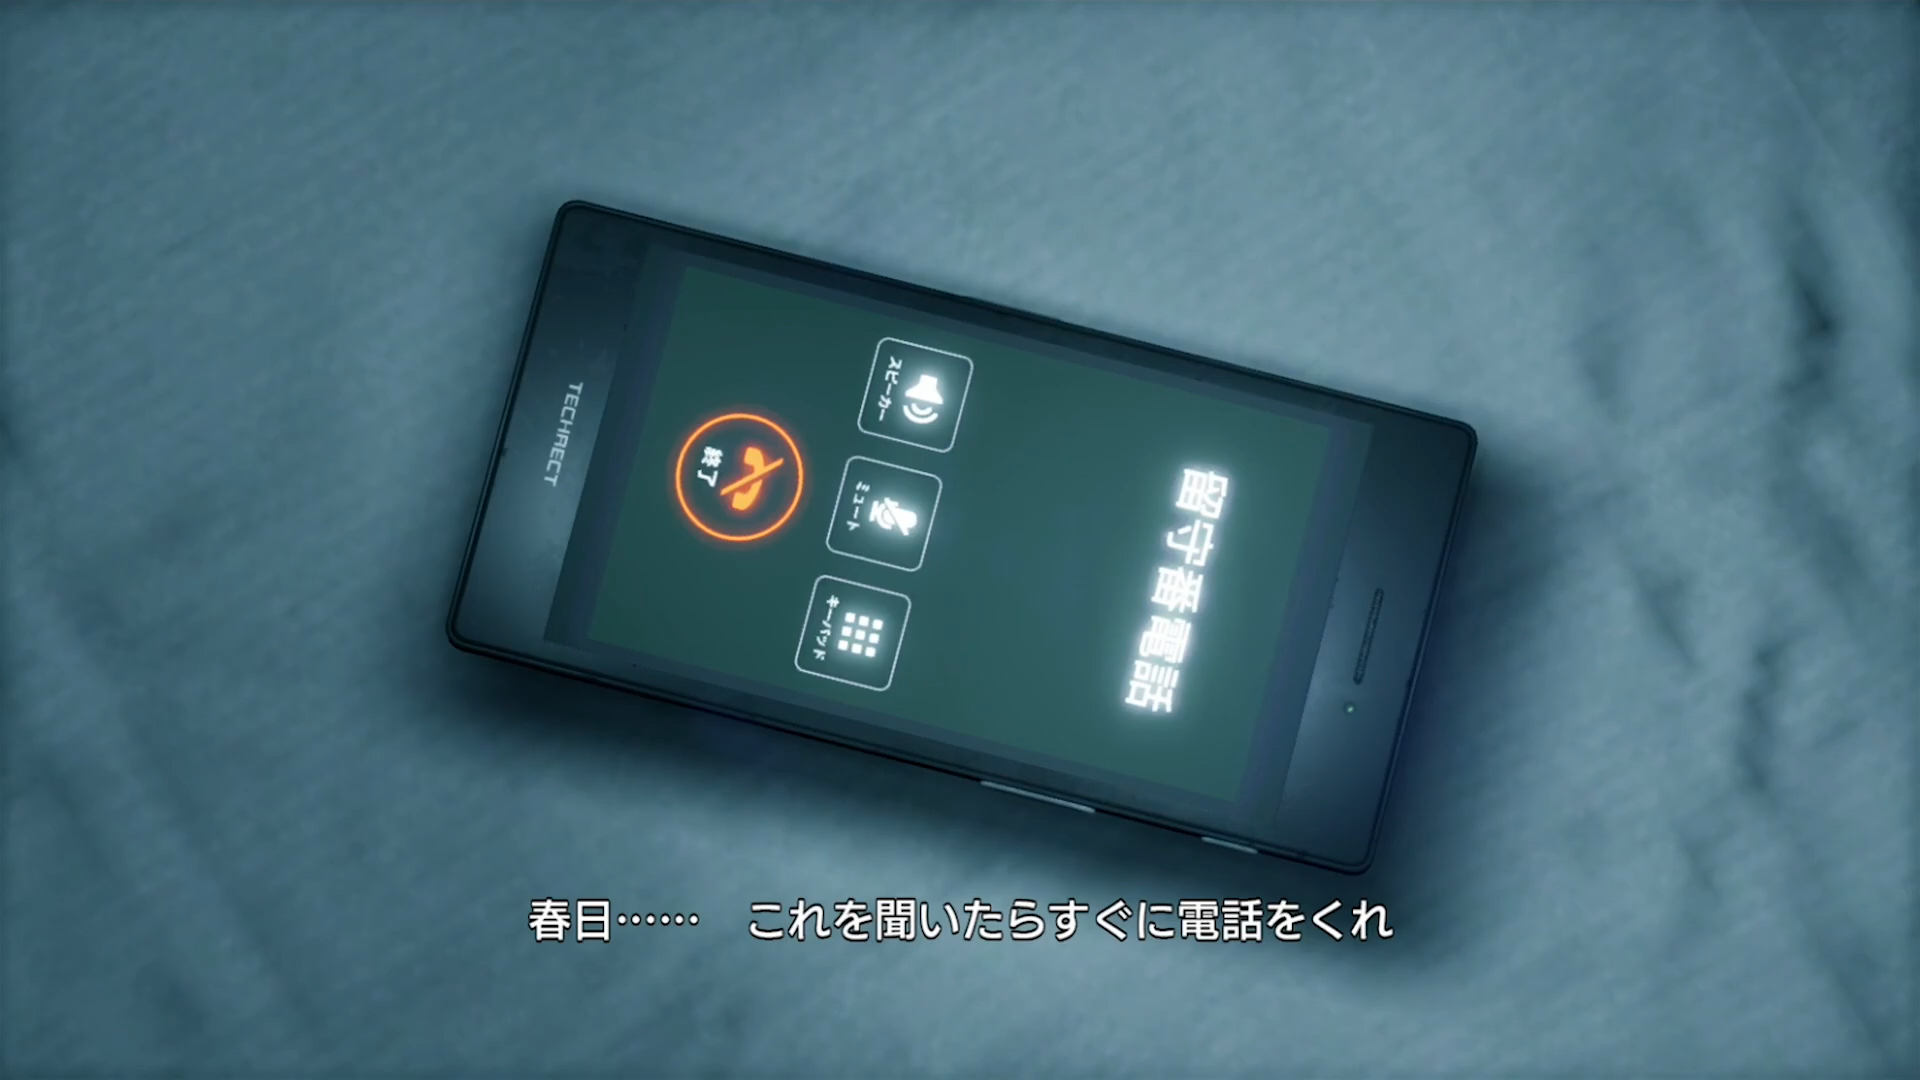 留守番電話
スピーカー
ミュート
キーパッド
終了
TECHRECT
春日……　これを聞いたらすぐに電話をくれ